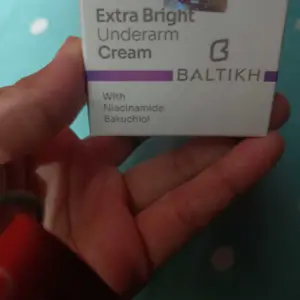 Extra Bright
Underarm
Cream
BALTIKH
With
Niacinamide
Bakuchiol